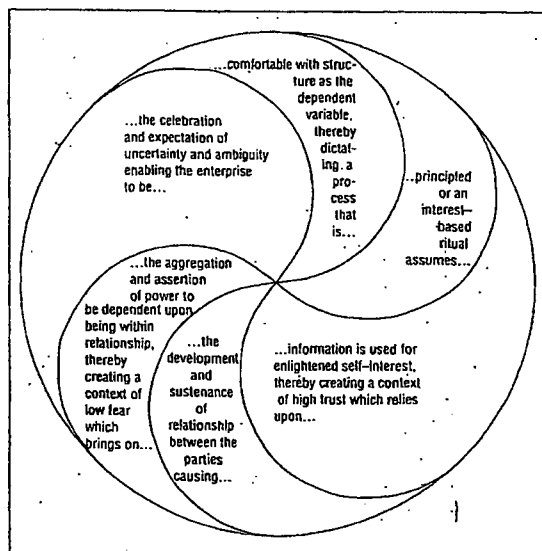 ...comfortable with struc-
ture as the
dependent
variable,
thereby
dictat-
ing, a
pro-
cess
that
is...
...principled
or an
interest-
-based
ritual
assumes...
...information is used for
enlightened self-interest,
thereby creating a context
of high trust which relies
upon...
...the
development
and
sustenance
of
relationship
between the
parties
causing...
...the aggregation
and assertion
of power to
be dependent upon
being within
relationship,
thereby
creating a
context of
low fear
which
brings on...
...the celebration
and expectation of
uncertainty and ambiguity
enabling the enterprise
to be...